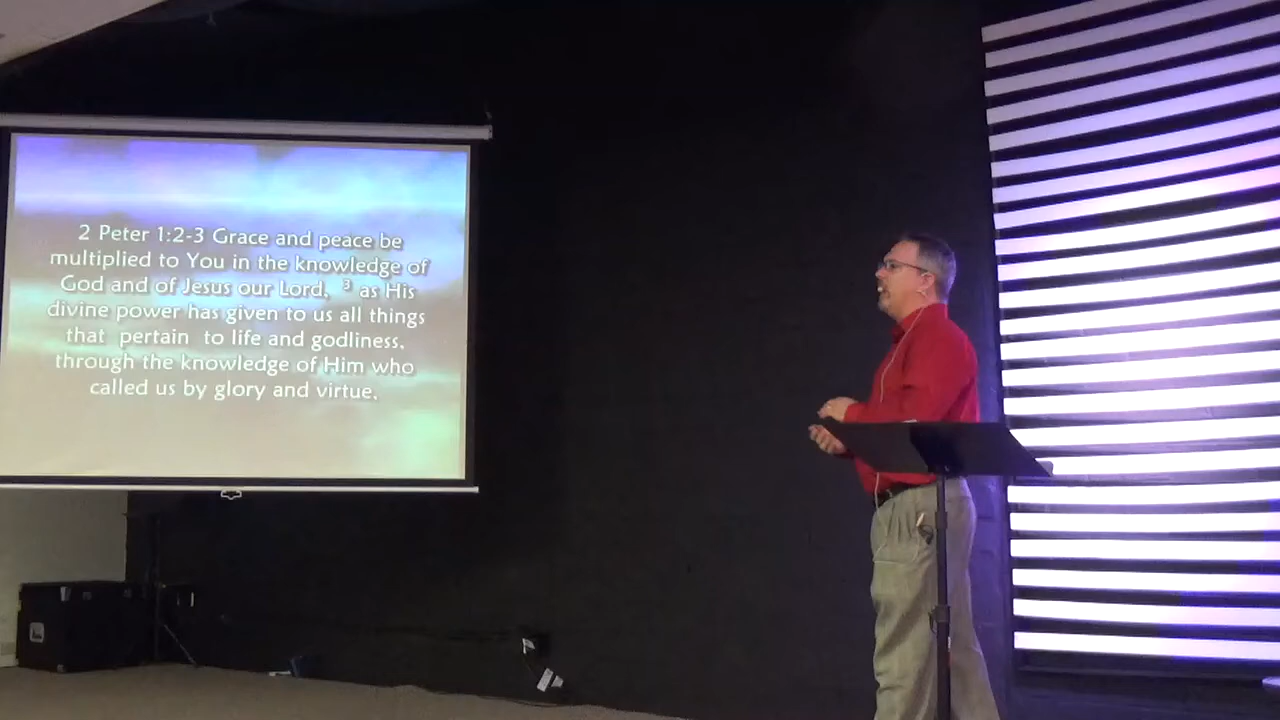 2 Peter 1:2-3 Grace and peace be
multiplied to You in the knowledge of
God and of Jesus our Lord, ³ as His
divine power has given to us all things
that pertain to life and godliness,
through the knowledge of Him who
called us by glory and virtue,